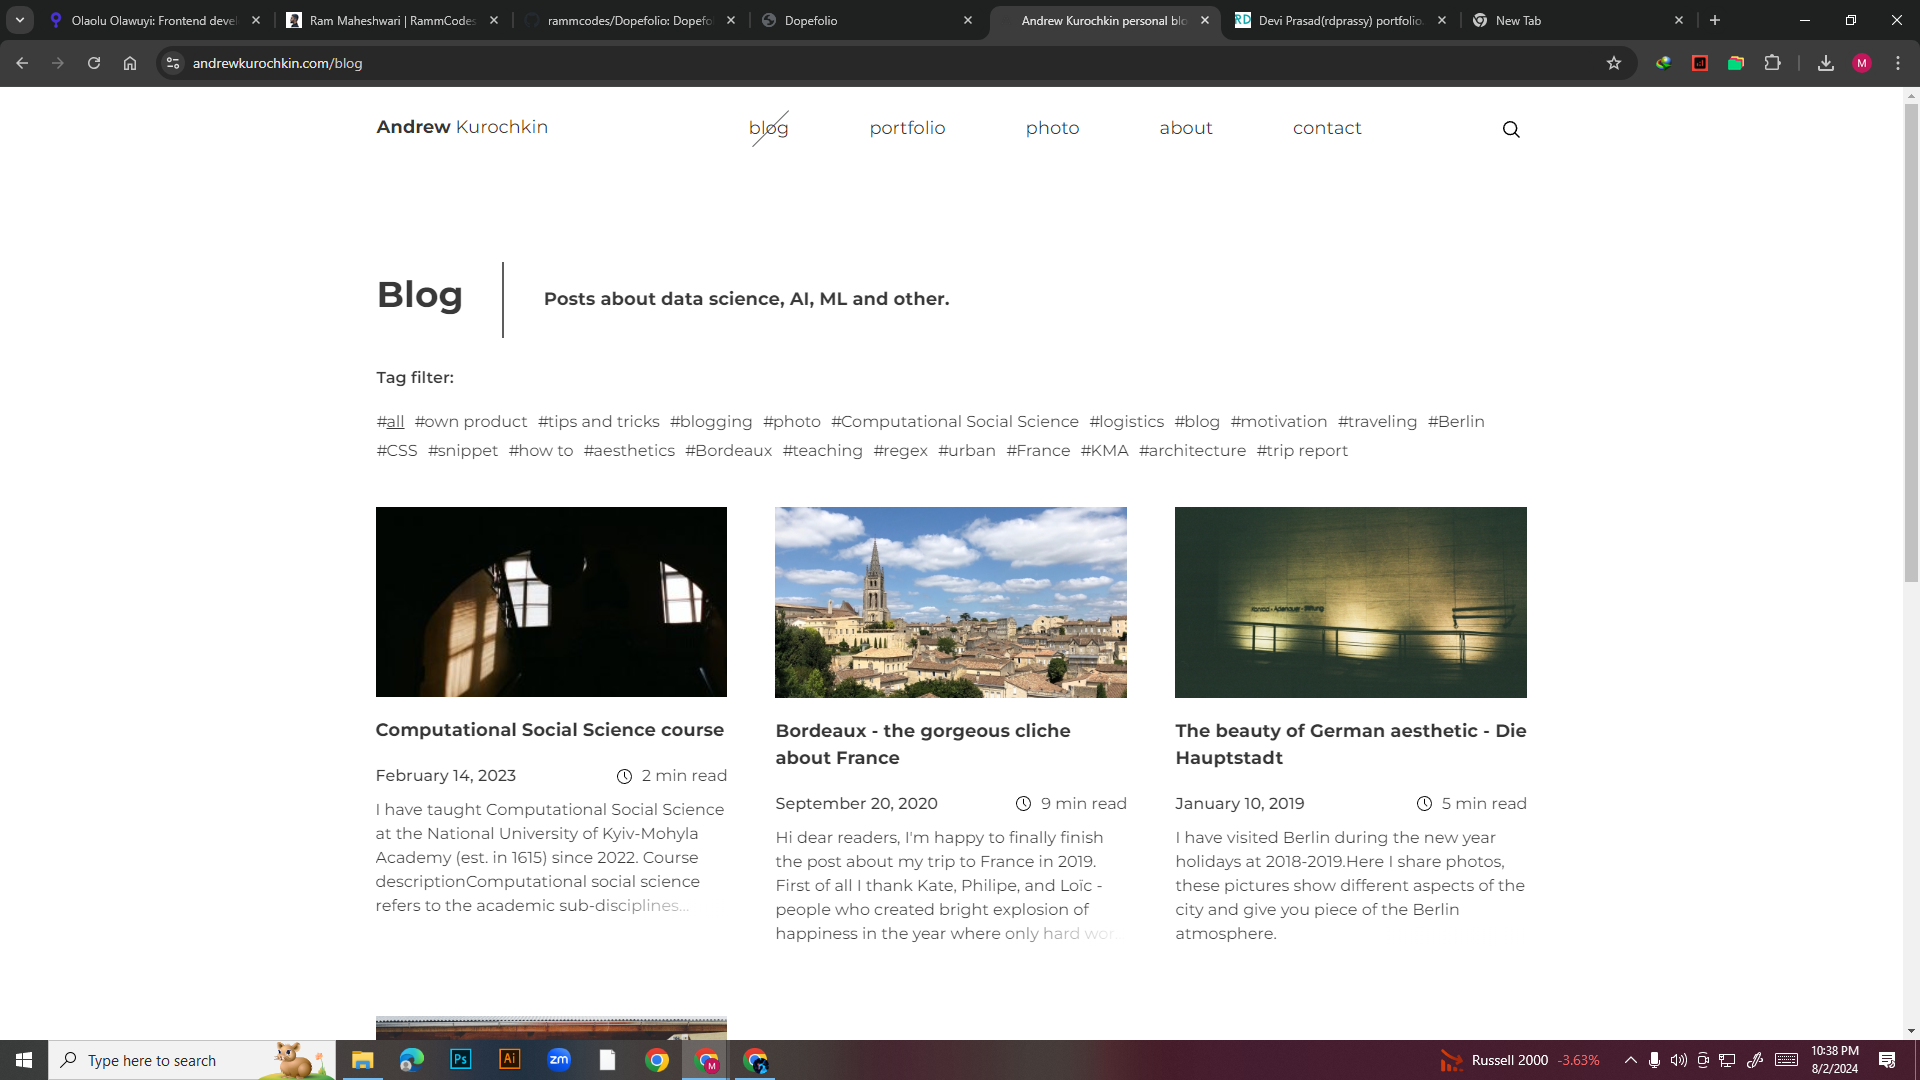 Olaolu Olawuyi: Frontend devel
Ram Maheshwari | RammCodes
rammcodes/Dopefolio: Dopefol
Dopefolio
Andrew Kurochkin personal blo
Devi Prasad(rdprassy) portfolio.
New Tab
andrewkurochkin.com/blog
M
Andrew Kurochkin
blog
portfolio
photo
about
contact
Blog
Posts about data science, AI, ML and other.
Tag filter:
#all #own product #tips and tricks #blogging #photo #Computational Social Science #logistics #blog #motivation #traveling #Berlin
#CSS #snippet #how to #aesthetics #Bordeaux #teaching #regex #urban #France #KMA #architecture #trip report
Konrad - Adenauer - Stiftung
Computational Social Science course
February 14, 2023
2 min read
I have taught Computational Social Science
at the National University of Kyiv-Mohyla
Academy (est. in 1615) since 2022. Course
descriptionComputational social science
refers to the academic sub-disciplines...
Bordeaux - the gorgeous cliche
about France
September 20, 2020
9 min read
Hi dear readers, I'm happy to finally finish
the post about my trip to France in 2019.
First of all I thank Kate, Philipe, and Loïc -
people who created bright explosion of
happiness in the year where only hard wor...
The beauty of German aesthetic - Die
Hauptstadt
January 10, 2019
5 min read
I have visited Berlin during the new year
holidays at 2018-2019.Here I share photos,
these pictures show different aspects of the
city and give you piece of the Berlin
atmosphere.
Type here to search
Ps
Ai
zm
M
Russell 2000 -3.63%
10:38 PM
8/2/2024